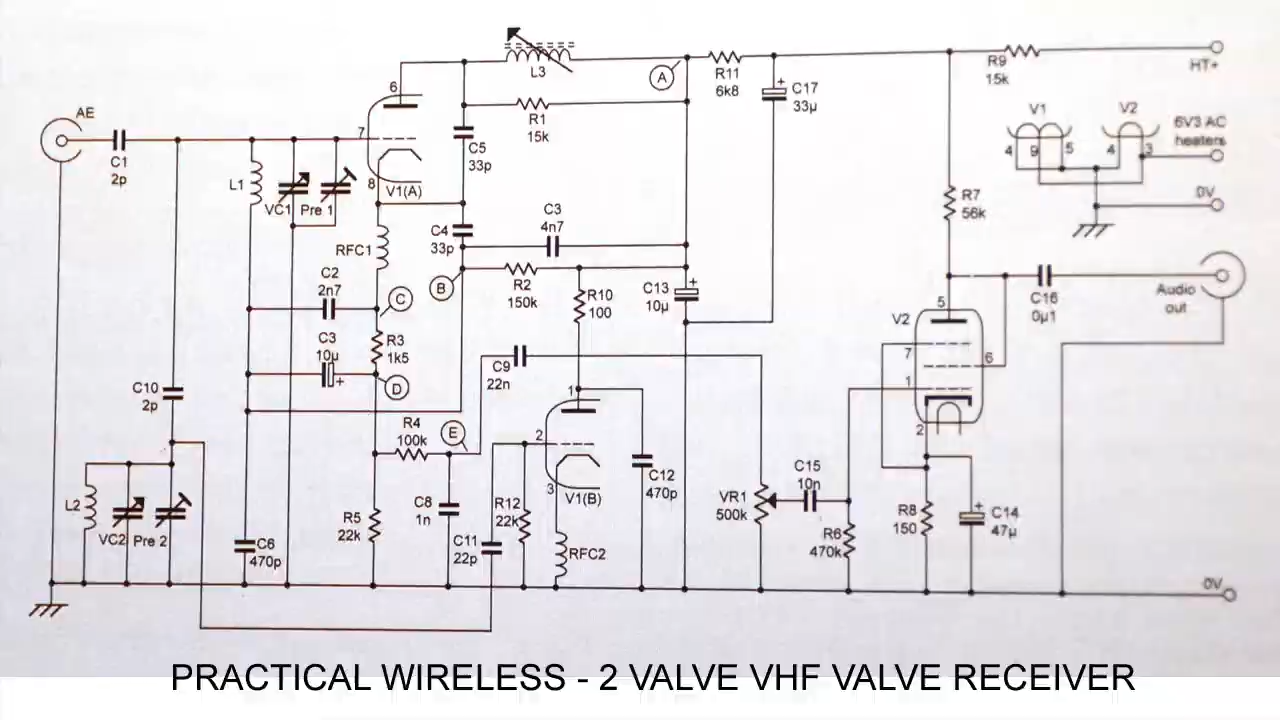 AE
C1
2p
L1
VC1
Pre 1
6
7
8
V1(A)
L3
R1
15k
C5
33p
C4
33p
RFC1
C2
2n7
C3
10µ
+
C
R3
1k5
D
B
C3
4n7
R2
150k
R10
100
A
R11
6k8
C17
33µ
+
C13
10µ
+
R9
15k
HT+
V1
V2
4
9
5
4
3
6V3 AC
heaters
0V
R7
56k
C16
0µ1
Audio
out
V2
5
7
6
1
2
C10
2p
L2
VC2
Pre 2
C6
470p
R5
22k
R4
100k
E
C8
1n
C9
22n
C11
22p
R12
22k
1
2
3
V1(B)
RFC2
C12
470p
VR1
500k
C15
10n
R6
470k
R8
150
+
C14
47µ
0V
PRACTICAL WIRELESS - 2 VALVE VHF VALVE RECEIVER